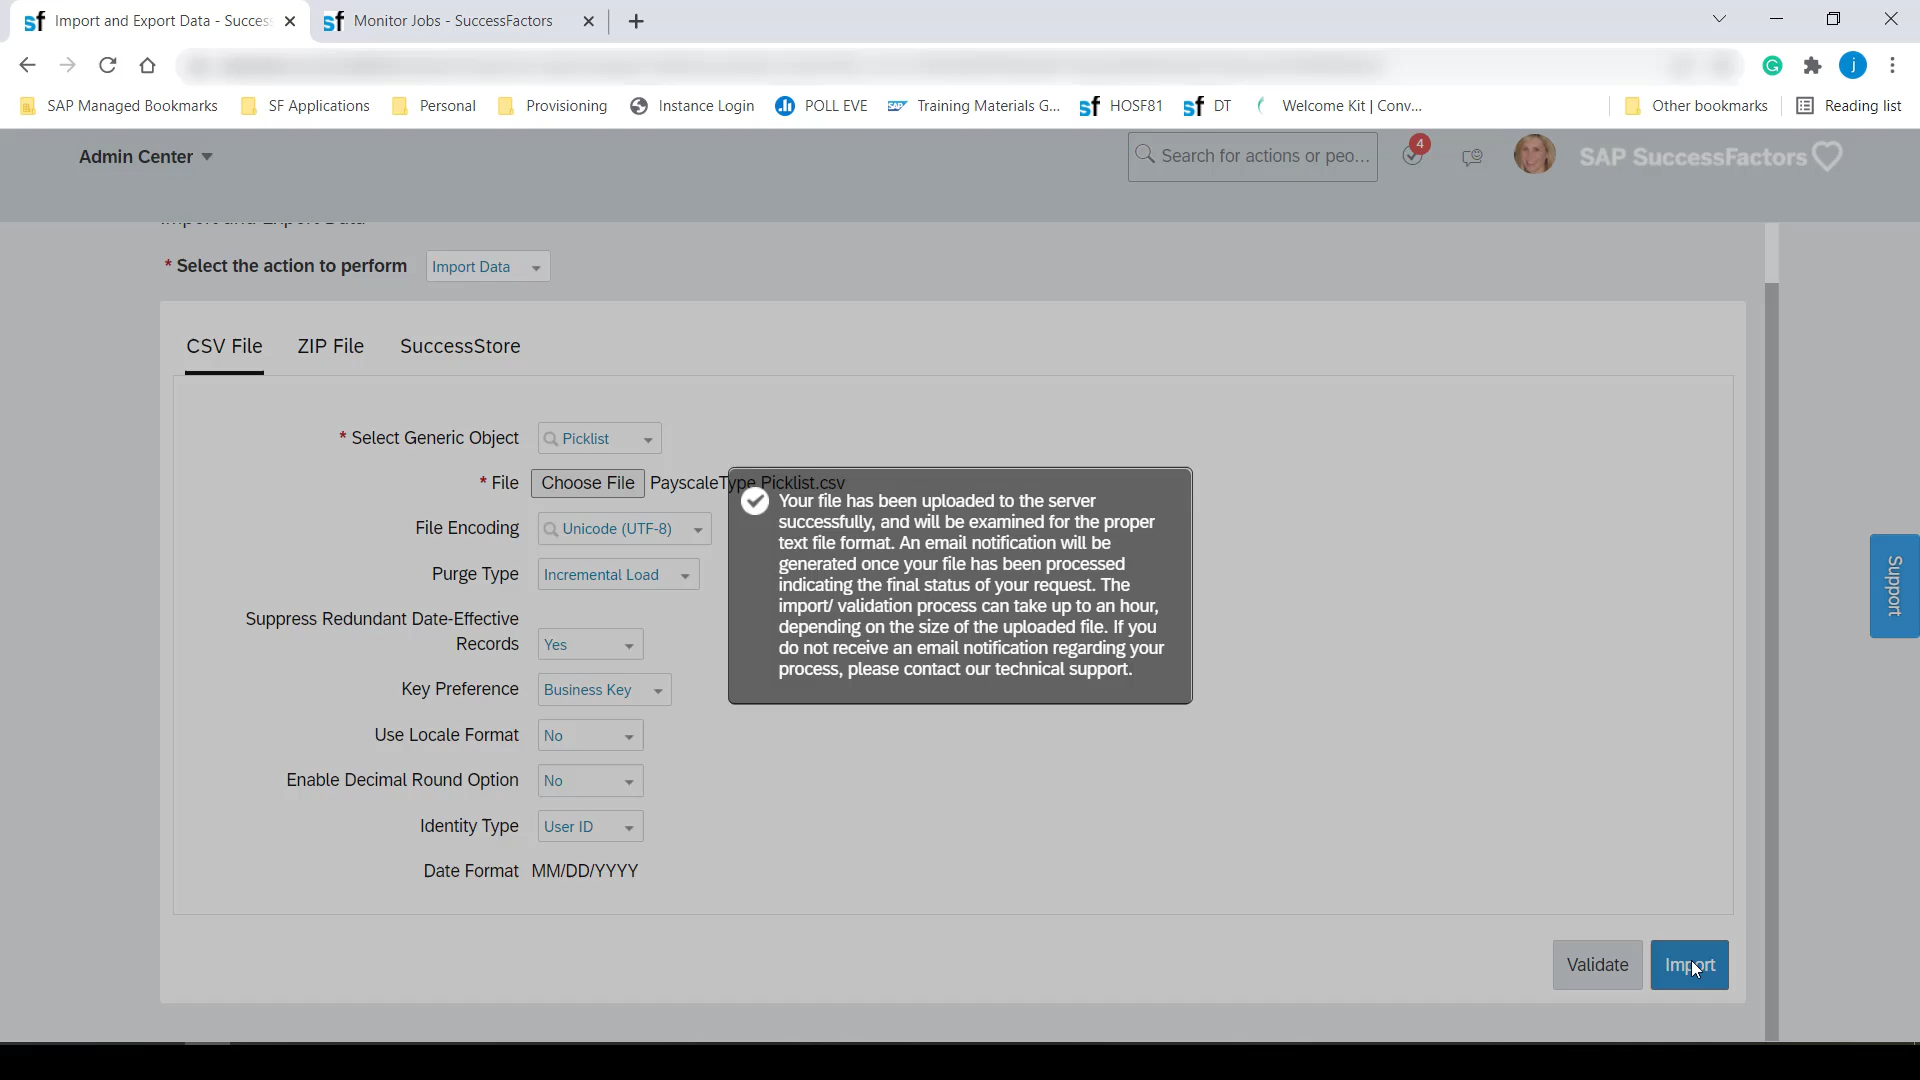 Import and Export Data - Success
Monitor Jobs - SuccessFactors
j
SAP Managed Bookmarks
SF Applications
Personal
Provisioning
Instance Login
POLL EVE
Training Materials G...
HOSF81
DT
Welcome Kit | Conv...
Other bookmarks
Reading list
Admin Center
Search for actions or peo...
4
SAP SuccessFactors
Import and Export Data
* Select the action to perform
Import Data
CSV File
ZIP File
SuccessStore
* Select Generic Object
Picklist
* File
Choose File
PayscaleType Picklist.csv
File Encoding
Unicode (UTF-8)
Purge Type
Incremental Load
Suppress Redundant Date-Effective
Records
Yes
Key Preference
Business Key
Use Locale Format
No
Enable Decimal Round Option
No
Identity Type
User ID
Date Format
MM/DD/YYYY
Your file has been uploaded to the server
successfully, and will be examined for the proper
text file format. An email notification will be
generated once your file has been processed
indicating the final status of your request. The
import/ validation process can take up to an hour,
depending on the size of the uploaded file. If you
do not receive an email notification regarding your
process, please contact our technical support.
Support
Validate
Import